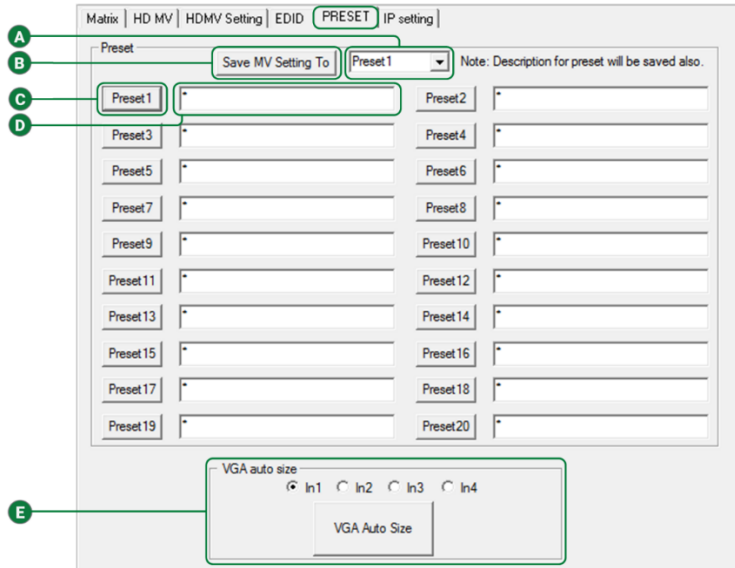 Matrix HD MV HDMV Setting EDID PRESET IP setting
A
Preset
B Save MV Setting To Preset1 Note: Description for preset will be saved also.
C Preset1 * Preset2 *
D
Preset3 * Preset4 *
Preset5 * Preset6 *
Preset7 * Preset8 *
Preset9 * Preset10 *
Preset11 * Preset12 *
Preset13 * Preset14 *
Preset15 * Preset16 *
Preset17 * Preset18 *
Preset19 * Preset20 *
VGA auto size
In1 In2 In3 In4
E
VGA Auto Size